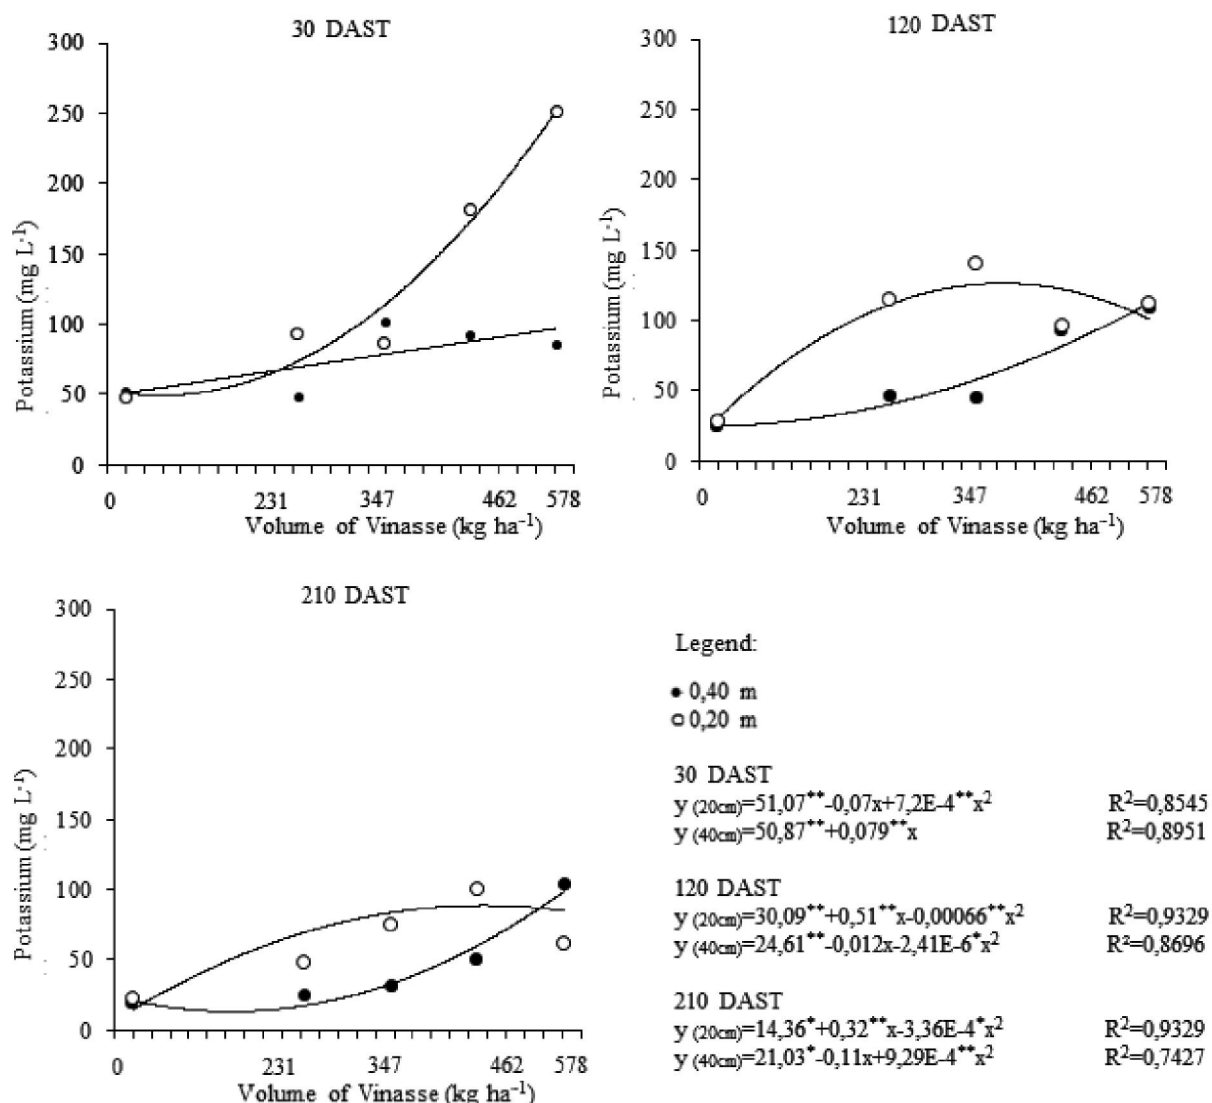 30 DAST
300
250
200
150
100
50
0
Potassium (mg L-1)
0 231 347 462 578
Volume of Vinasse (kg ha–1)
120 DAST
300
250
200
150
100
50
0
Potassium (mg L-1)
0 231 347 462 578
Volume of Vinasse (kg ha–1)
210 DAST
300
250
200
150
100
50
0
Potassium (mg L-1)
0 231 347 462 578
Volume of Vinasse (kg ha–1)
Legend:
0,40 m
0,20 m
30 DAST
y (20cm)=51,07**-0,07x+7,2E-4**x2 R2=0,8545
y (40cm)=50,87**+0,079**x R2=0,8951
120 DAST
y (20cm)=30,09**+0,51**x-0,00066**x2 R2=0,9329
y (40cm)=24,61**-0,012x-2,41E-6*x2 R²=0,8696
210 DAST
y (20cm)=14,36*+0,32**x-3,36E-4*x2 R2=0,9329
y (40cm)=21,03*-0,11x+9,29E-4**x2 R2=0,7427